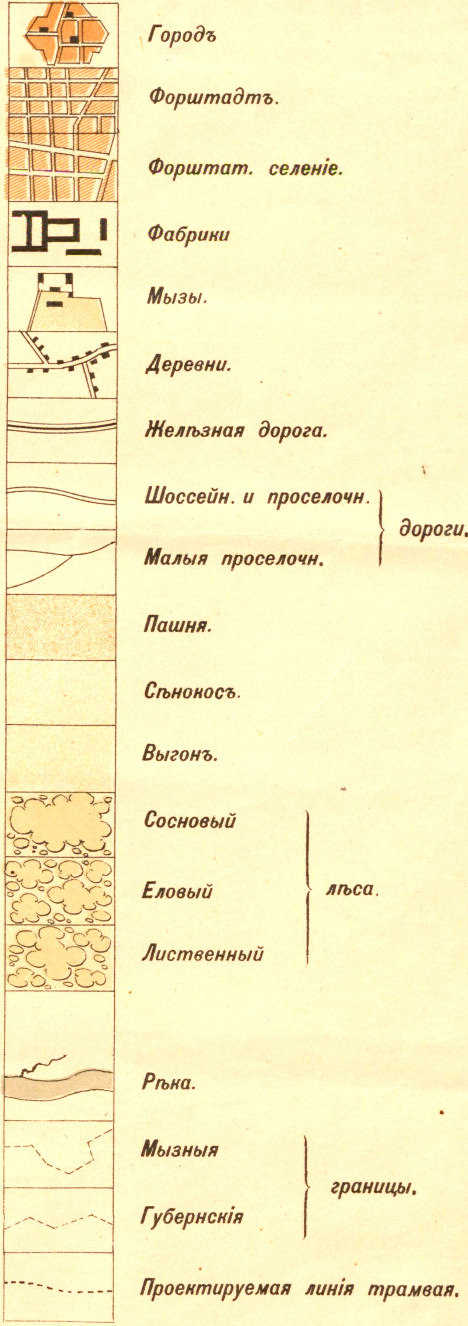 Городъ
Форштадтъ.
Форштат. селеніе.
Фабрики
Мызы.
Деревни.
Желѣзная дорога.
Шоссейн. и проселочн.
дороги.
Малыя проселочн.
Пашня.
Сѣнокосъ.
Выгонъ.
Сосновый
Еловый
лѣса.
Лиственный
Рѣка.
Мызныя
границы.
Губернскія
Проектируемая линія трамвая.